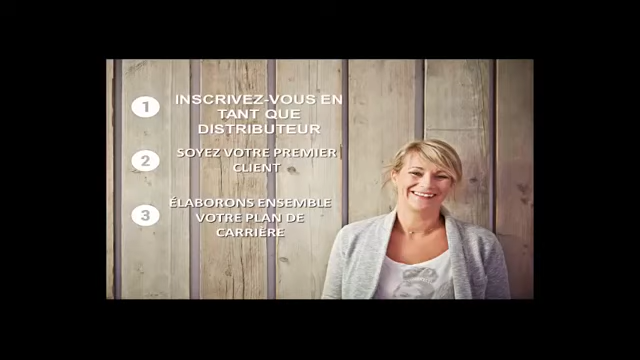 1
INSCRIVEZ-VOUS EN
TANT QUE
DISTRIBUTEUR
2
SOYEZ VOTRE PREMIER
CLIENT
3
ÉLABORONS ENSEMBLE
VOTRE PLAN DE
CARRIÈRE